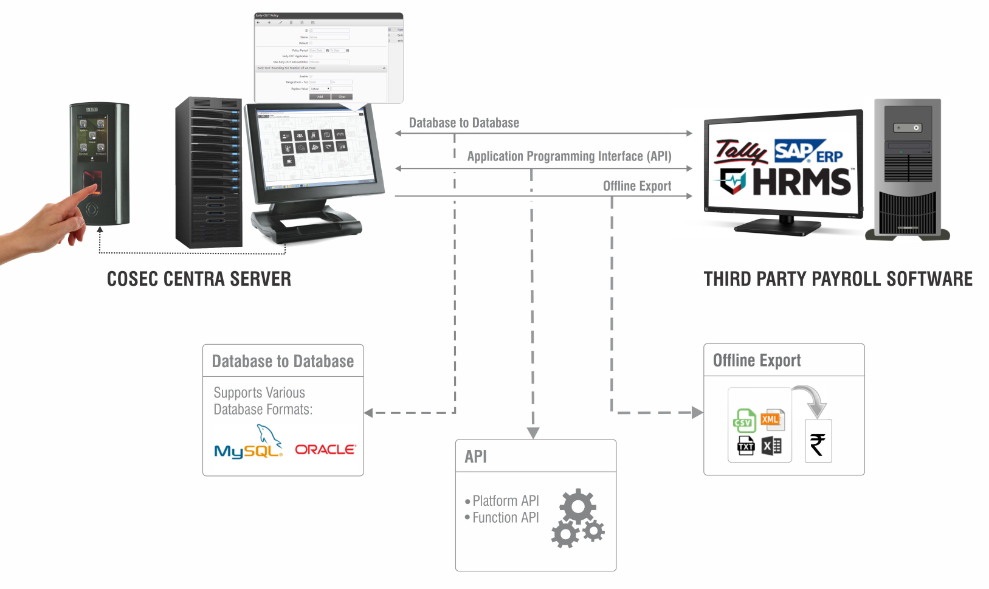 Database to Database
Application Programming Interface (API)
Offline Export
Tally SAP ERP
HRMS
COSEC CENTRA SERVER
THIRD PARTY PAYROLL SOFTWARE
Database to Database
Supports Various
Database Formats:
MySQL ORACLE
API
• Platform API
• Function API
Offline Export
CSV XML
TXT X
₹